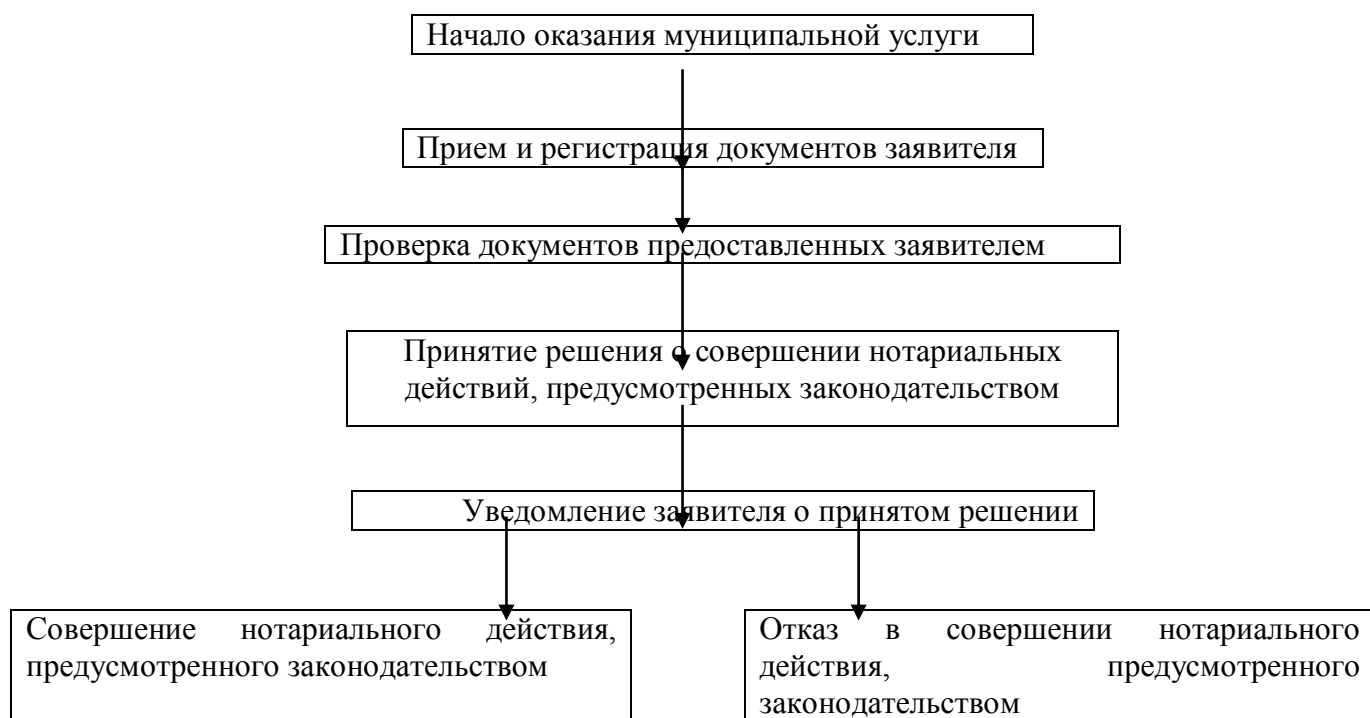 Начало оказания муниципальной услуги
Прием и регистрация документов заявителя
Проверка документов предоставленных заявителем
Принятие решения о совершении нотариальных
действий, предусмотренных законодательством
Уведомление заявителя о принятом решении
Совершение нотариального действия,
предусмотренного законодательством
Отказ в совершении нотариального
действия, предусмотренного
законодательством